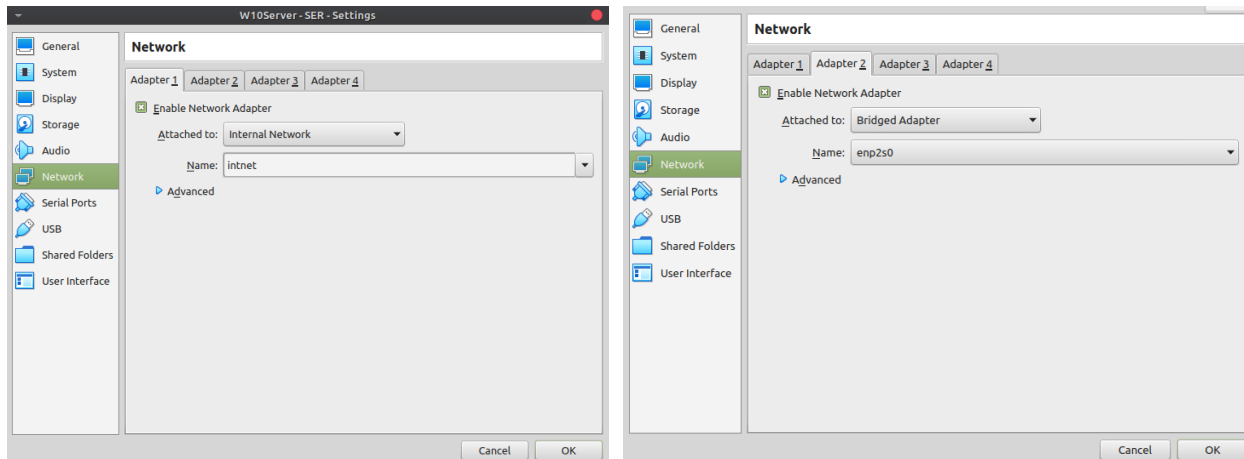 W10Server - SER - Settings
General
System
Display
Storage
Audio
Network
Serial Ports
USB
Shared Folders
User Interface
Network
Adapter 1 Adapter 2 Adapter 3 Adapter 4
Enable Network Adapter
Attached to: Internal Network
Name: intnet
Advanced
Cancel OK
General
System
Display
Storage
Audio
Network
Serial Ports
USB
Shared Folders
User Interface
Network
Adapter 1 Adapter 2 Adapter 3 Adapter 4
Enable Network Adapter
Attached to: Bridged Adapter
Name: enp2s0
Advanced
Cancel OK